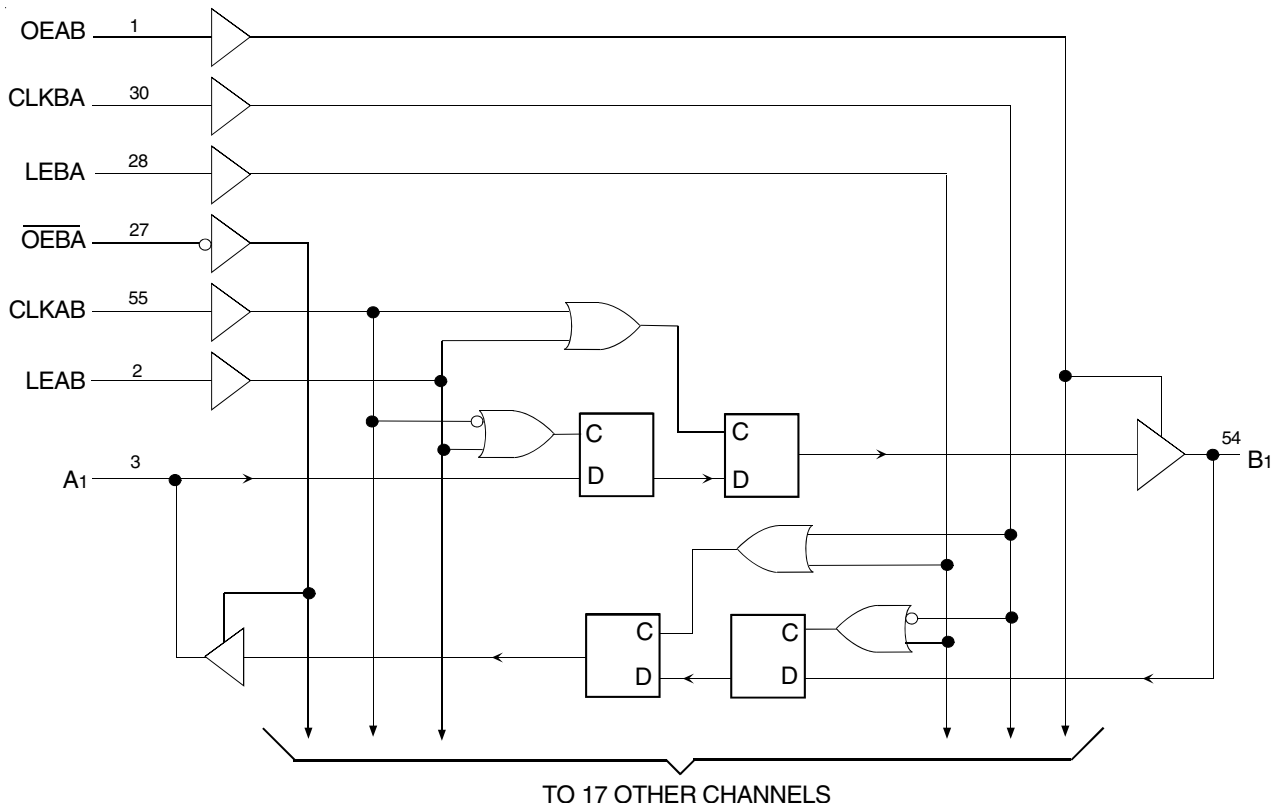 OEAB 1
CLKBA 30
LEBA 28
OEBA 27
CLKAB 55
LEAB 2
C C
54
A1 3
D D
B1
C C
D D
TO 17 OTHER CHANNELS